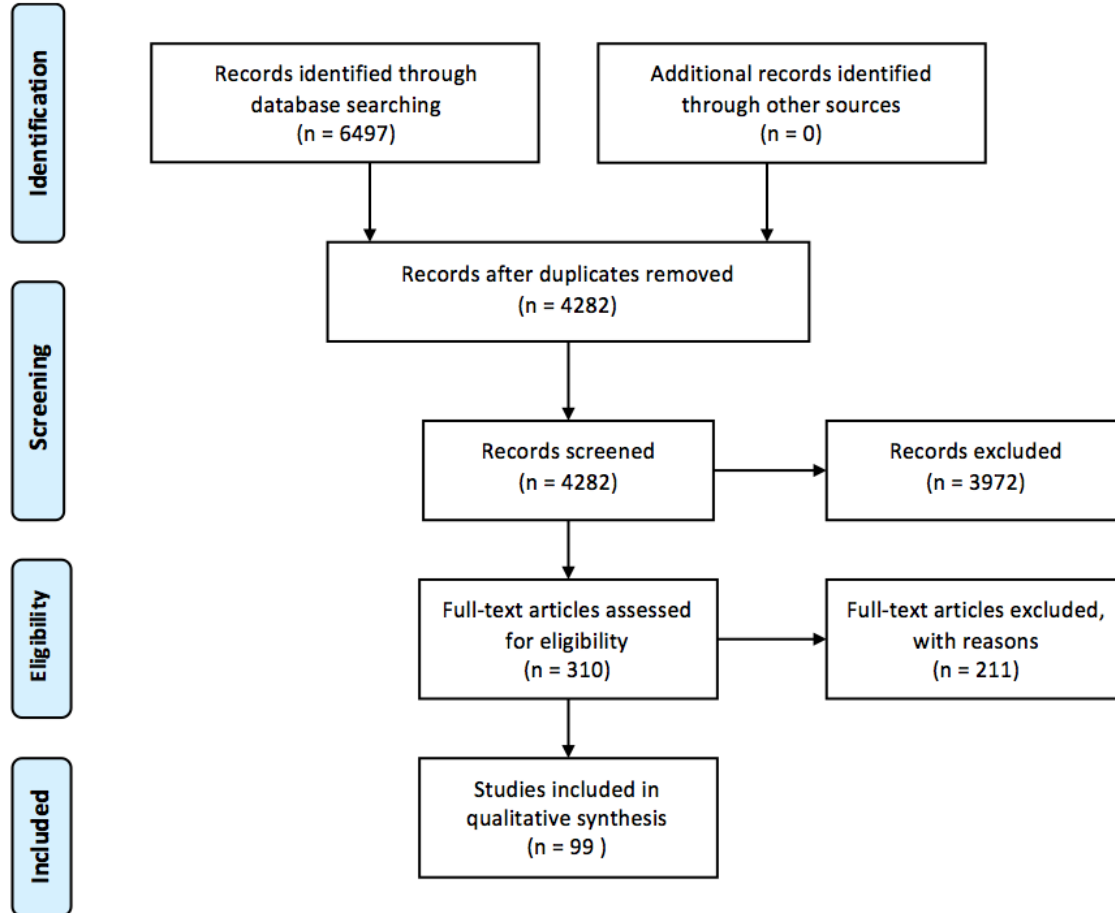 Identification
Records identified through
database searching
(n = 6497)
Additional records identified
through other sources
(n = 0)
Records after duplicates removed
(n = 4282)
Screening
Records screened
(n = 4282)
Records excluded
(n = 3972)
Eligibility
Full-text articles assessed
for eligibility
(n = 310)
Full-text articles excluded,
with reasons
(n = 211)
Included
Studies included in
qualitative synthesis
(n = 99 )